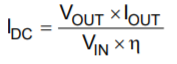 I_DC = (V_OUT × I_OUT) / (V_IN × η)